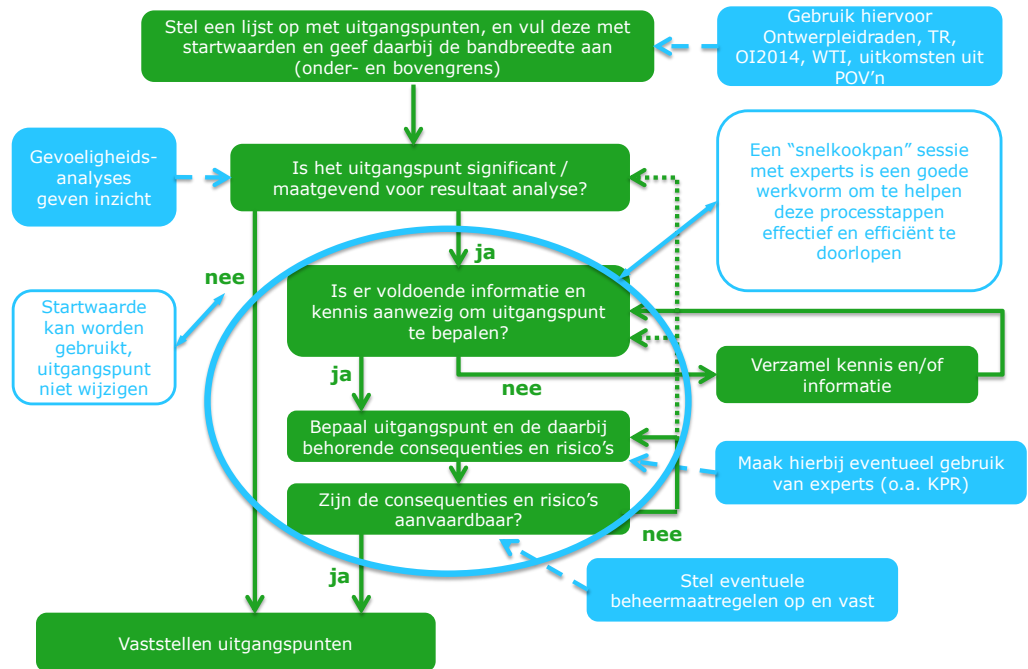 Stel een lijst op met uitgangspunten, en vul deze met
startwaarden en geef daarbij de bandbreedte aan
(onder- en bovengrens)
Gebruik hiervoor
Ontwerpleidraden, TR,
OI2014, WTI, uitkomsten uit
POV'n
Gevoeligheids-
analyses
geven inzicht
Is het uitgangspunt significant /
maatgevend voor resultaat analyse?
Een “snelkookpan” sessie
met experts is een goede
werkvorm om te helpen
deze processtappen
effectief en efficiënt te
doorlopen
ja
nee
Is er voldoende informatie en
kennis aanwezig om uitgangspunt
te bepalen?
Startwaarde
kan worden
gebruikt,
uitgangspunt
niet wijzigen
Verzamel kennis en/of
informatie
ja
nee
Bepaal uitgangspunt en de daarbij
behorende consequenties en risico’s
Maak hierbij eventueel gebruik
van experts (o.a. KPR)
Zijn de consequenties en risico’s
aanvaardbaar?
nee
ja
Stel eventuele
beheermaatregelen op en vast
Vaststellen uitgangspunten